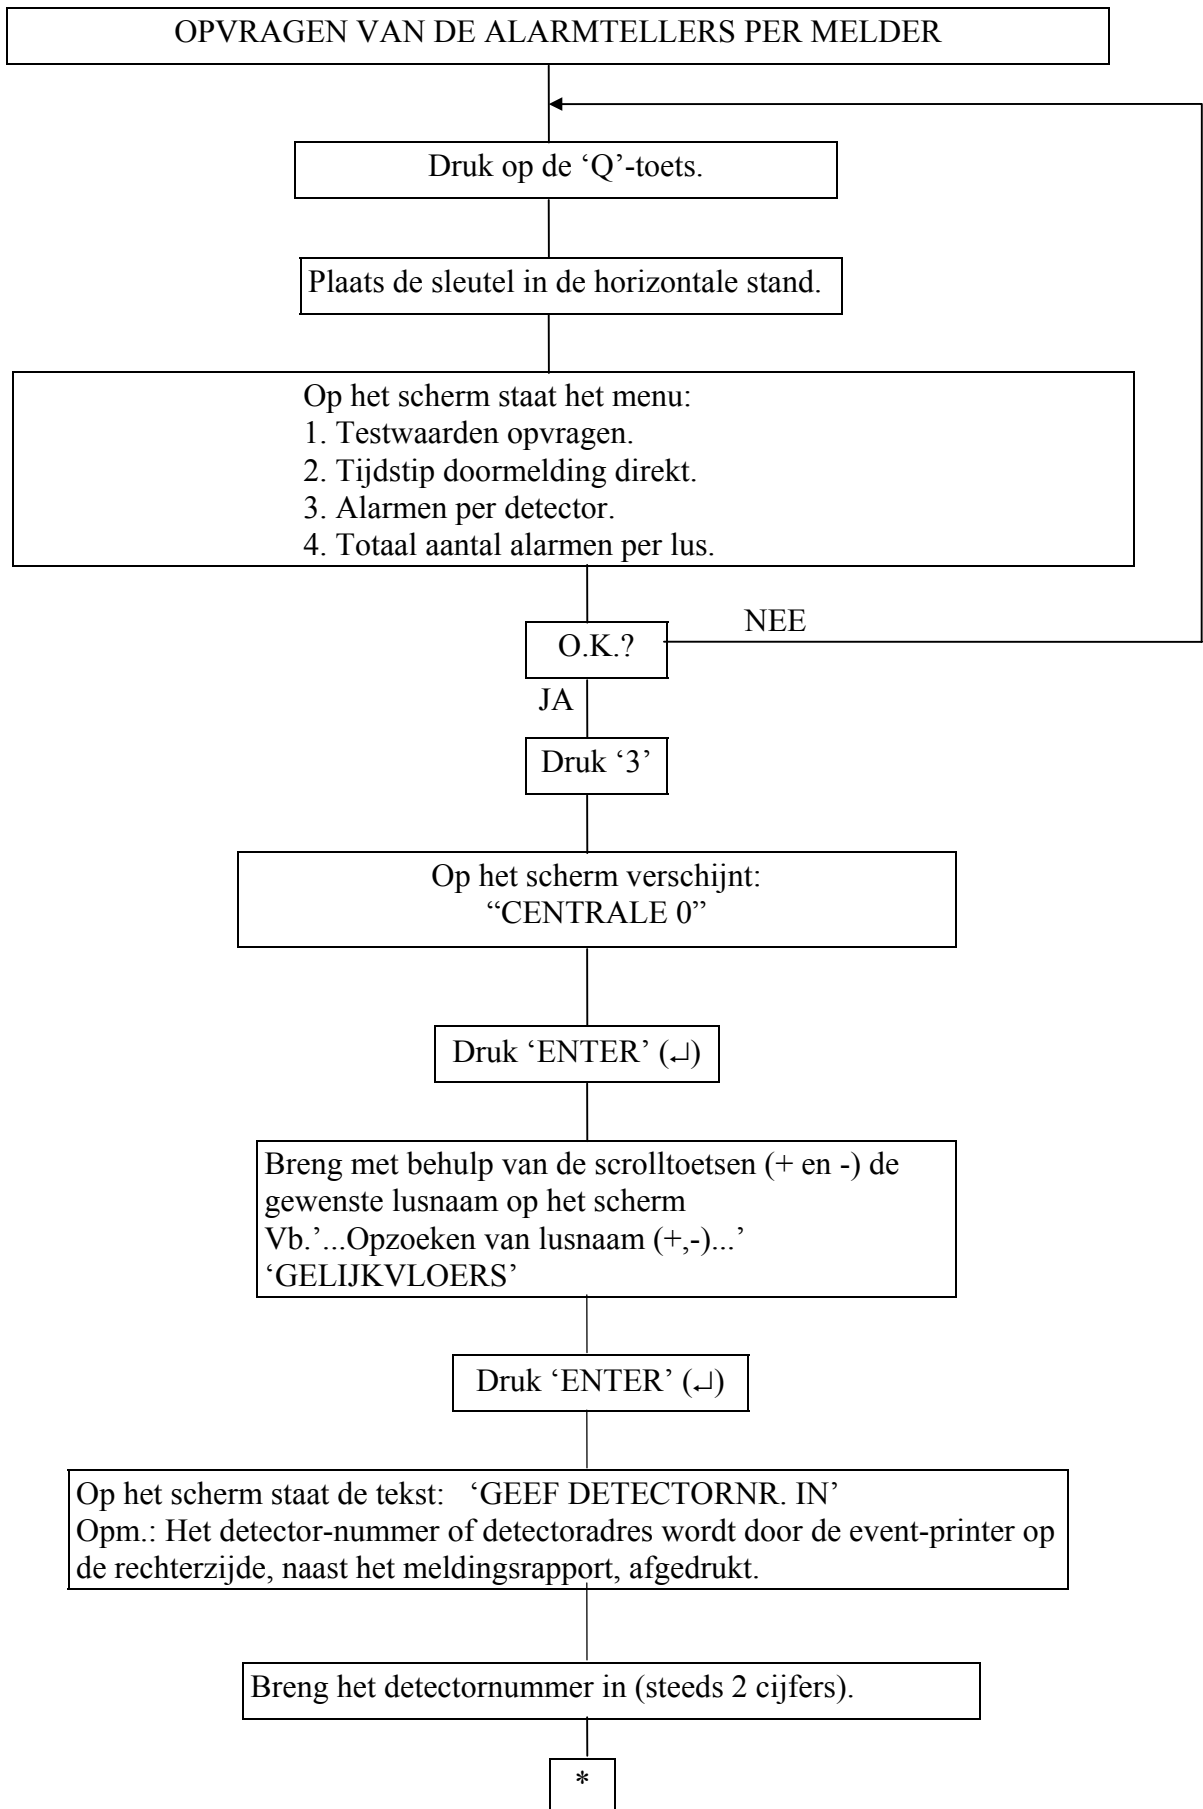 OPVRAGEN VAN DE ALARMTELLERS PER MELDER
Druk op de ‘Q’-toets.
Plaats de sleutel in de horizontale stand.
Op het scherm staat het menu:
1. Testwaarden opvragen.
2. Tijdstip doormelding direkt.
3. Alarmen per detector.
4. Totaal aantal alarmen per lus.
NEE
O.K.?
JA
Druk ‘3’
Op het scherm verschijnt:
“CENTRALE 0”
Druk ‘ENTER’ (↵)
Breng met behulp van de scrolltoetsen (+ en -) de
gewenste lusnaam op het scherm
Vb.’...Opzoeken van lusnaam (+,-)...’
‘GELIJKVLOERS’
Druk ‘ENTER’ (↵)
Op het scherm staat de tekst: ‘GEEF DETECTORNR. IN’
Opm.: Het detector-nummer of detectoradres wordt door de event-printer op
de rechterzijde, naast het meldingsrapport, afgedrukt.
Breng het detectornummer in (steeds 2 cijfers).
*